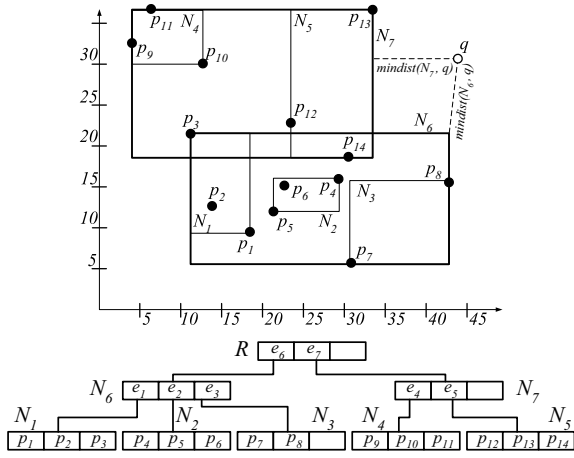 p11 N4 N5 p13
p9 p10 N7 q
mindist(N7, q)
mindist(N6, q)
p3 p12 N6
p14
p2 p6 p4 N3 p8
N1 p1 p5 N2
p7
30
25
20
15
10
5
5 10 15 20 25 30 35 40 45
R e6 e7
N6 e1 e2 e3 e4 e5 N7
N1 N2 N3 N4 N5
p1 p2 p3 p4 p5 p6 p7 p8 p9 p10 p11 p12 p13 p14